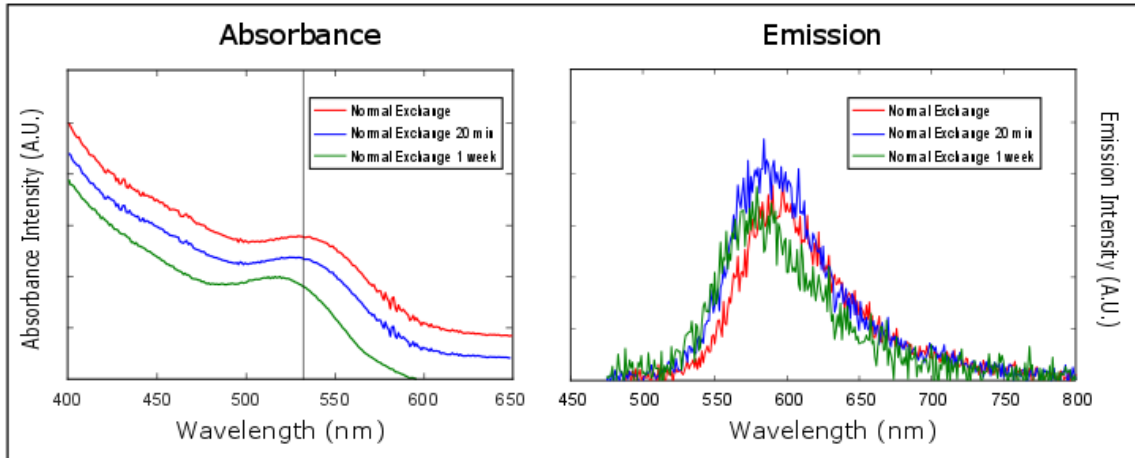 Absorbance
Absorbance Intensity (A.U.)
Normal Exchange
Normal Exchange 20 min
Normal Exchange 1 week
400 450 500 550 600 650
Wavelength (nm)
Emission
Normal Exchange
Normal Exchange 20 min
Normal Exchange 1 week
Emission Intensity (A.U.)
450 500 550 600 650 700 750 800
Wavelength (nm)